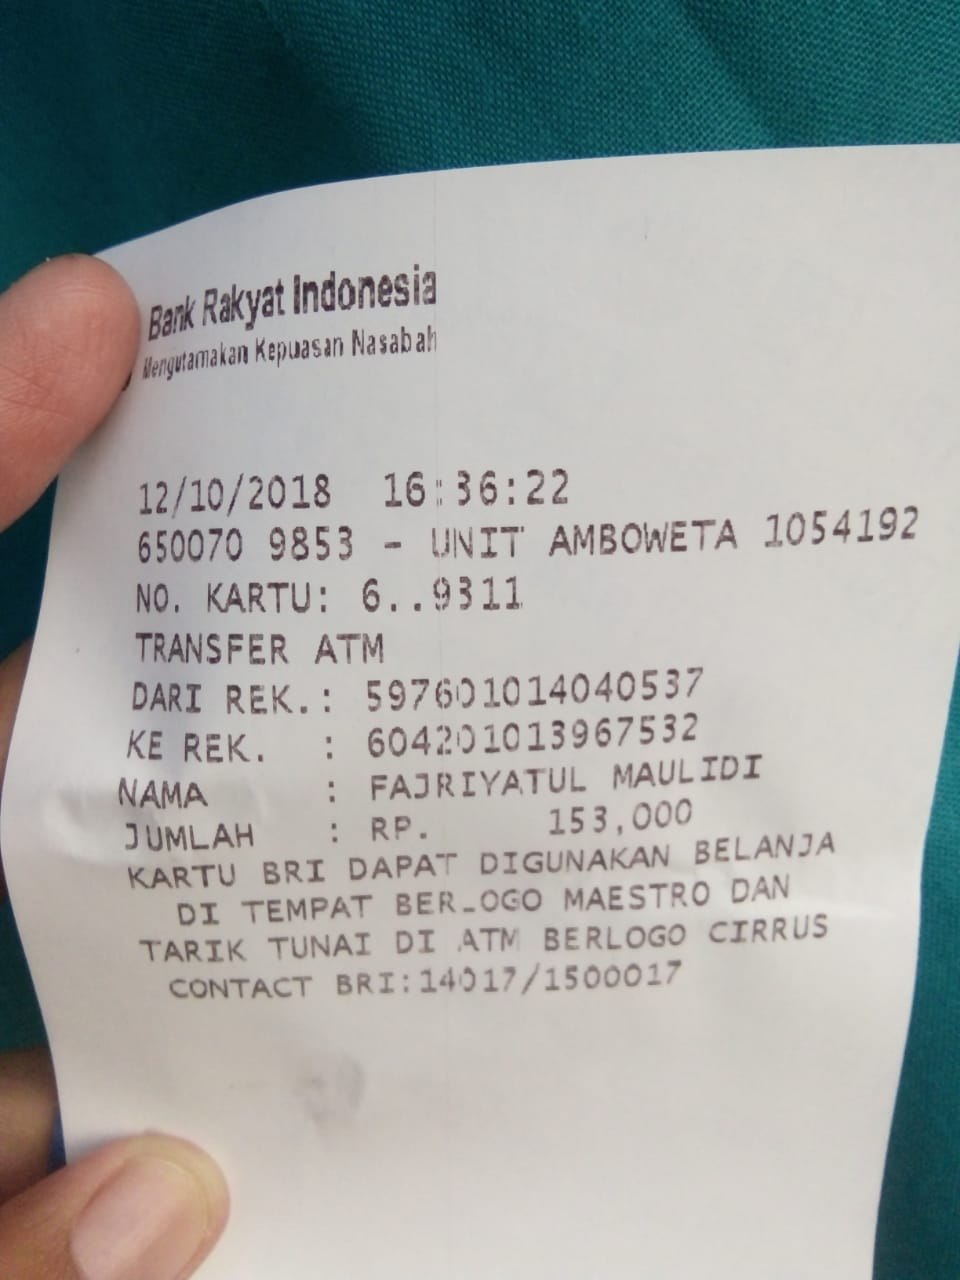 Bank Rakyat Indonesia
Mengutamakan Kepuasan Nasabah
12/10/2018 16:36:22
650070 9853 - UNIT AMBOWETA 1054192
NO. KARTU: 6..9311
TRANSFER ATM
DARI REK.: 597601014040537
KE REK. : 604201013967532
NAMA : FAJRIYATUL MAULIDI
JUMLAH : RP. 153,000
KARTU BRI DAPAT DIGUNAKAN BELANJA
DI TEMPAT BERLOGO MAESTRO DAN
TARIK TUNAI DI ATM BERLOGO CIRRUS
CONTACT BRI:14017/1500017